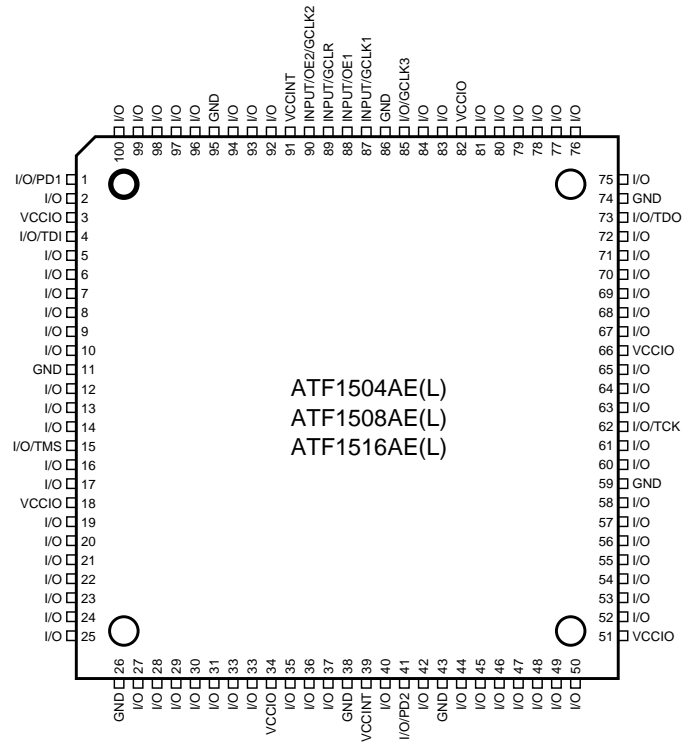 I/O 100
I/O 99
I/O 98
I/O 97
I/O 96
GND 95
I/O 94
I/O 93
I/O 92
VCCINT 91
INPUT/OE2/GCLK2 90
INPUT/GCLR 89
INPUT/OE1 88
INPUT/GCLK1 87
GND 86
I/O/GCLK3 85
I/O 84
I/O 83
VCCIO 82
I/O 81
I/O 80
I/O 79
I/O 78
I/O 77
I/O 76
I/O/PD1 1
I/O 2
VCCIO 3
I/O/TDI 4
I/O 5
I/O 6
I/O 7
I/O 8
I/O 9
I/O 10
GND 11
I/O 12
I/O 13
I/O 14
I/O/TMS 15
I/O 16
I/O 17
VCCIO 18
I/O 19
I/O 20
I/O 21
I/O 22
I/O 23
I/O 24
I/O 25
ATF1504AE(L)
ATF1508AE(L)
ATF1516AE(L)
75 I/O
74 GND
73 I/O/TDO
72 I/O
71 I/O
70 I/O
69 I/O
68 I/O
67 I/O
66 VCCIO
65 I/O
64 I/O
63 I/O
62 I/O/TCK
61 I/O
60 I/O
59 GND
58 I/O
57 I/O
56 I/O
55 I/O
54 I/O
53 I/O
52 I/O
51 VCCIO
26 GND
27 I/O
28 I/O
29 I/O
30 I/O
31 I/O
33 I/O
33 I/O
34 VCCIO
35 I/O
36 I/O
37 I/O
38 GND
39 VCCINT
40 I/O
41 I/O/PD2
42 I/O
43 GND
44 I/O
45 I/O
46 I/O
47 I/O
48 I/O
49 I/O
50 I/O